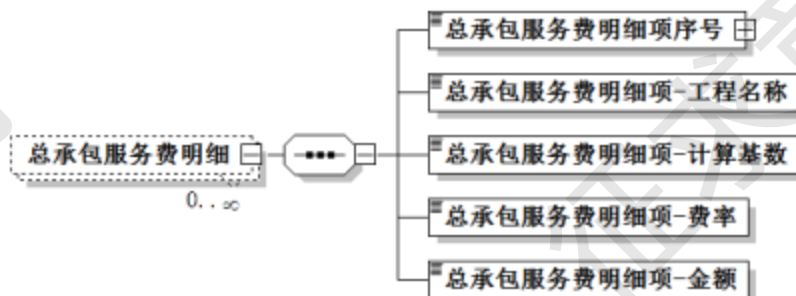 总承包服务费明细项序号
总承包服务费明细项-工程名称
总承包服务费明细
总承包服务费明细项-计算基数
0..∞
总承包服务费明细项-费率
总承包服务费明细项-金额
征求意